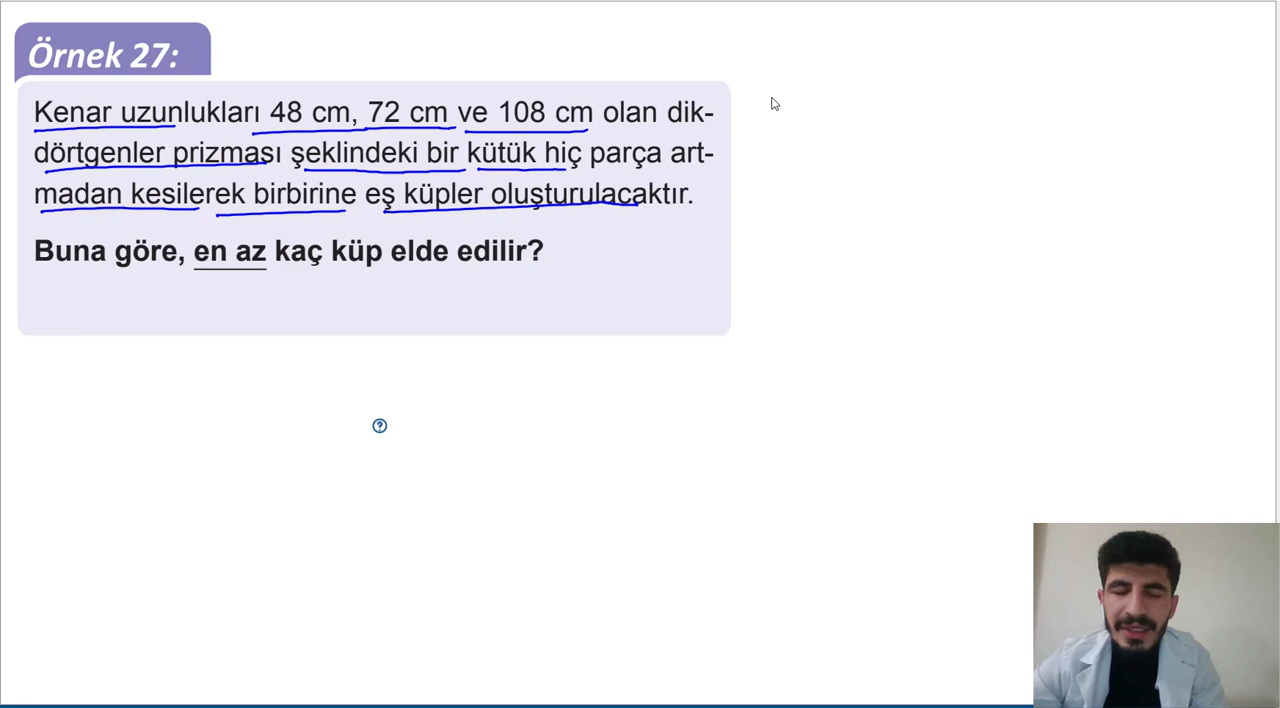 Örnek 27:
Kenar uzunlukları 48 cm, 72 cm ve 108 cm olan dik-
dörtgenler prizması şeklindeki bir kütük hiç parça art-
madan kesilerek birbirine eş küpler oluşturulacaktır.
Buna göre, en az kaç küp elde edilir?
?